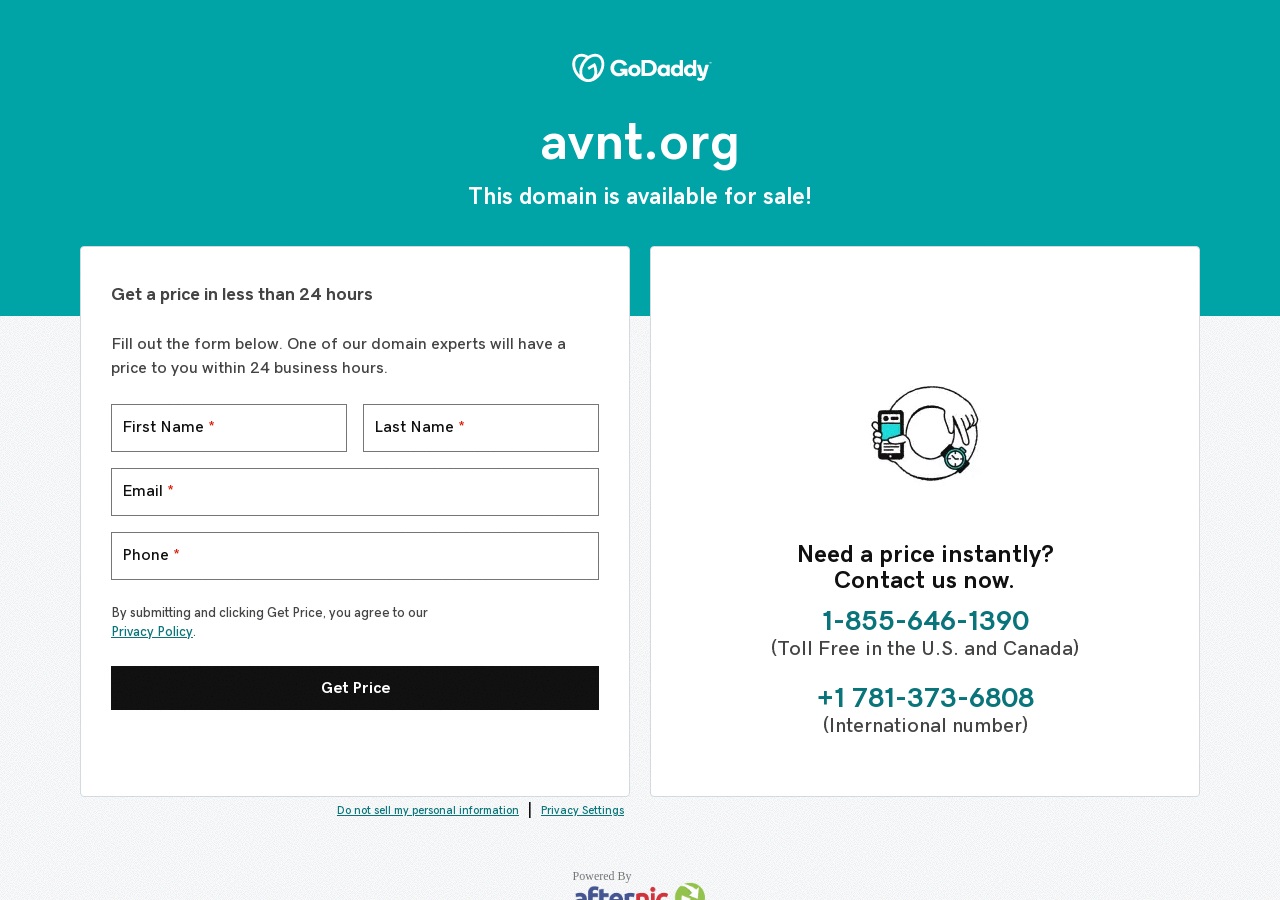 GoDaddy
avnt.org
This domain is available for sale!
Get a price in less than 24 hours
Fill out the form below. One of our domain experts will have a
price to you within 24 business hours.
First Name *
Last Name *
Email *
Phone *
By submitting and clicking Get Price, you agree to our
Privacy Policy.
Get Price
Need a price instantly?
Contact us now.
1-855-646-1390
(Toll Free in the U.S. and Canada)
+1 781-373-6808
(International number)
Do not sell my personal information | Privacy Settings
Powered By
afternic